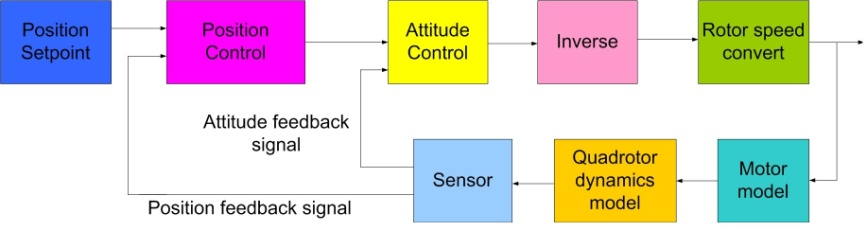 Position
Setpoint
Position
Control
Attitude
Control
Inverse
Rotor speed
convert
Attitude feedback
signal
Sensor
Quadrotor
dynamics
model
Motor
model
Position feedback signal